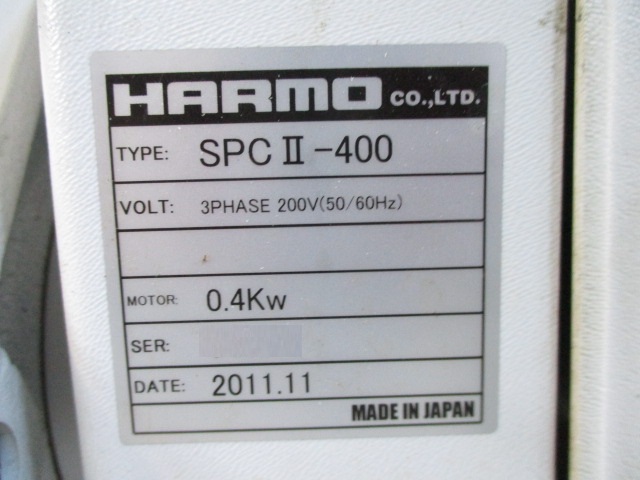 HARMO CO.,LTD.
TYPE: SPC II-400
VOLT: 3PHASE 200V(50/60Hz)
MOTOR: 0.4Kw
SER:
DATE: 2011.11
MADE IN JAPAN